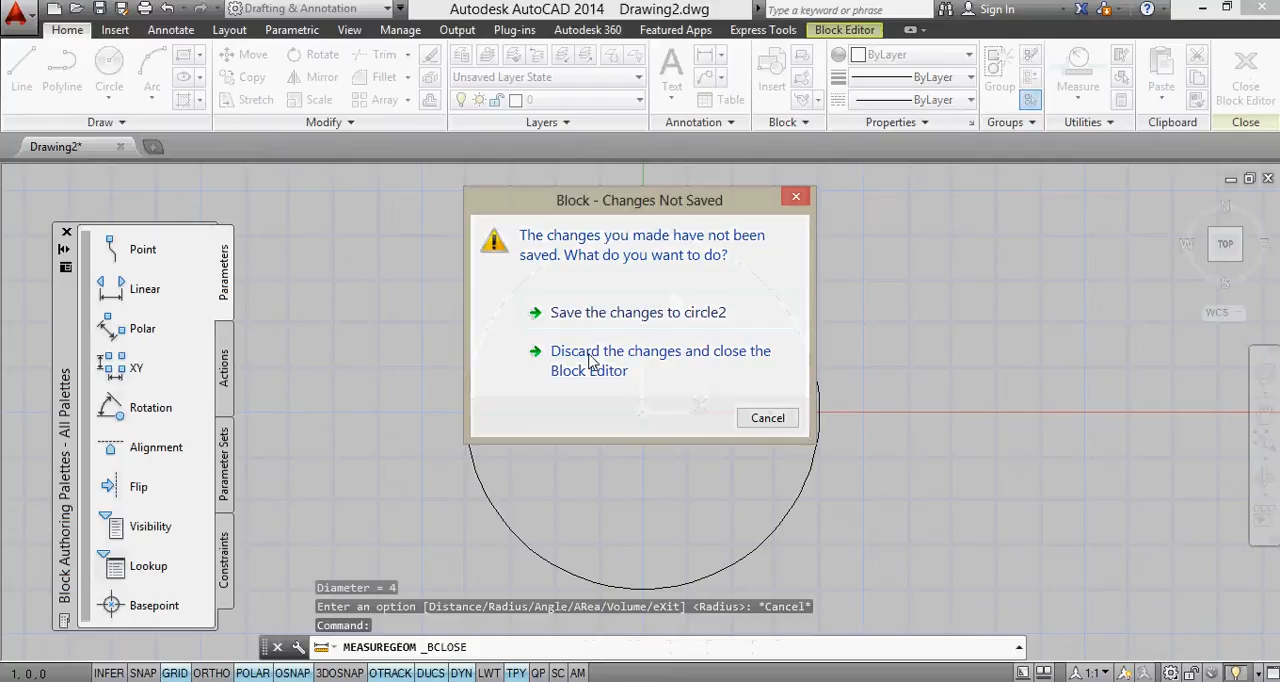 Drafting & Annotation
Autodesk AutoCAD 2014 Drawing2.dwg
Type a keyword or phrase
Sign In
Home Insert Annotate Layout Parametric View Manage Output Plug-ins Autodesk 360 Featured Apps Express Tools Block Editor
Line Polyline Circle Arc
Move Rotate Trim
Copy Mirror Fillet
Stretch Scale Array
Unsaved Layer State
0
Text Table
Insert
ByLayer
ByLayer
ByLayer
Group
Measure
Paste
Close
Block Editor
Draw Modify Layers Annotation Block Properties Groups Utilities Clipboard Close
Drawing2*
Block - Changes Not Saved
The changes you made have not been
saved. What do you want to do?
Save the changes to circle2
Discard the changes and close the
Block Editor
Cancel
Point
Linear
Polar
XY
Rotation
Alignment
Flip
Visibility
Lookup
Basepoint
Parameters
Actions
Parameter Sets
Constraints
Block Authoring Palettes - All Palettes
N
W
TOP
E
S
WCS
Diameter = 4
Enter an option [Distance/Radius/Angle/ARea/Volume/eXit] <Radius>: *Cancel*
Command:
MEASUREGEOM _BCLOSE
1, 0, 0
INFER SNAP GRID ORTHO POLAR OSNAP 3DOSNAP OTRACK DUCS DYN LWT TPY QP SC AM
1:1